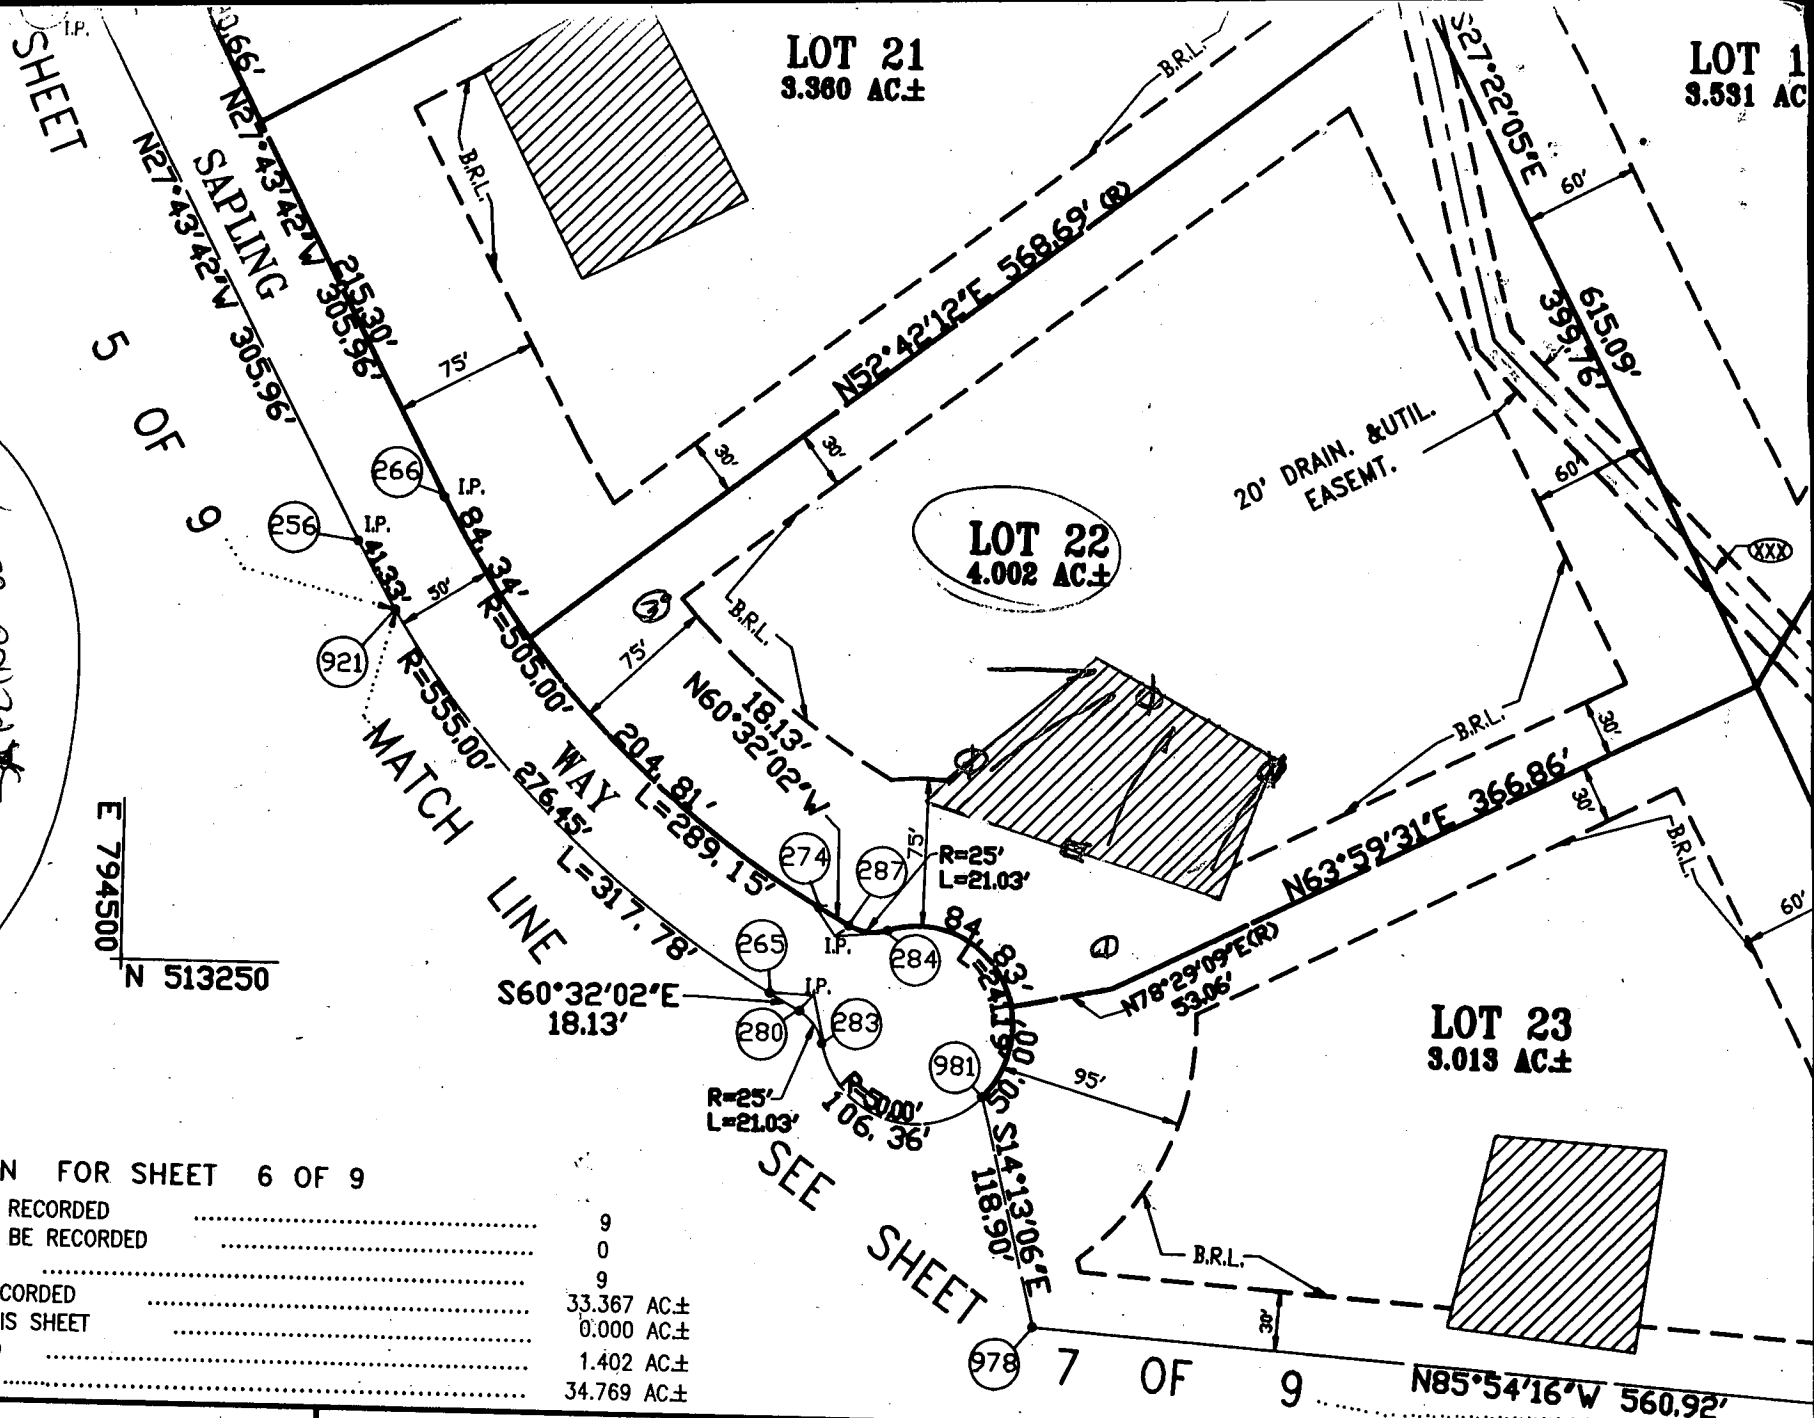 I.P.
SHEET
5 OF 9
0.66'
N27°43'42"W 215.30'
305.96'
SAPLING
N27°43'42"W 305.96'
LOT 21
3.360 AC.±
B.R.L.
B.R.L.
S27°22'05"E
LOT 1
3.531 AC
60'
615.09'
399.76'
N52°42'12"E 568.69' (R)
75'
30'
30'
20' DRAIN. &UTIL.
EASEMT.
60'
266
I.P.
256
I.P.
41.33'
84.34'
50'
R=505.00'
921
R=555.00'
LOT 22
4.002 AC.±
XXX
B.R.L.
75'
18.13'
N60°32'02"W
B.R.L.
B.R.L.
30'
MATCH
WAY
204.81'
L=289.15'
276.45'
L=317.78'
N63°59'31"E 366.86'
30'
B.R.L.
60'
E 794500
N 513250
LINE
274
287
75'
R=25'
L=21.03'
I.P.
284
84.83'
L=241.19'
50.00'
N78°29'09"E(R)
53.06'
265
I.P.
S60°32'02"E
18.13'
280
283
981
95'
LOT 23
3.013 AC.±
R=25'
L=21.03'
R=50.00'
106.36'
S14°13'06"E
118.90'
SEE SHEET
7 OF 9
B.R.L.
30'
978
N85°54'16"W 560.92'
N FOR SHEET 6 OF 9
RECORDED 9
BE RECORDED 0
9
CORDED 33.367 AC.±
IS SHEET 0.000 AC.±
1.402 AC.±
34.769 AC.±